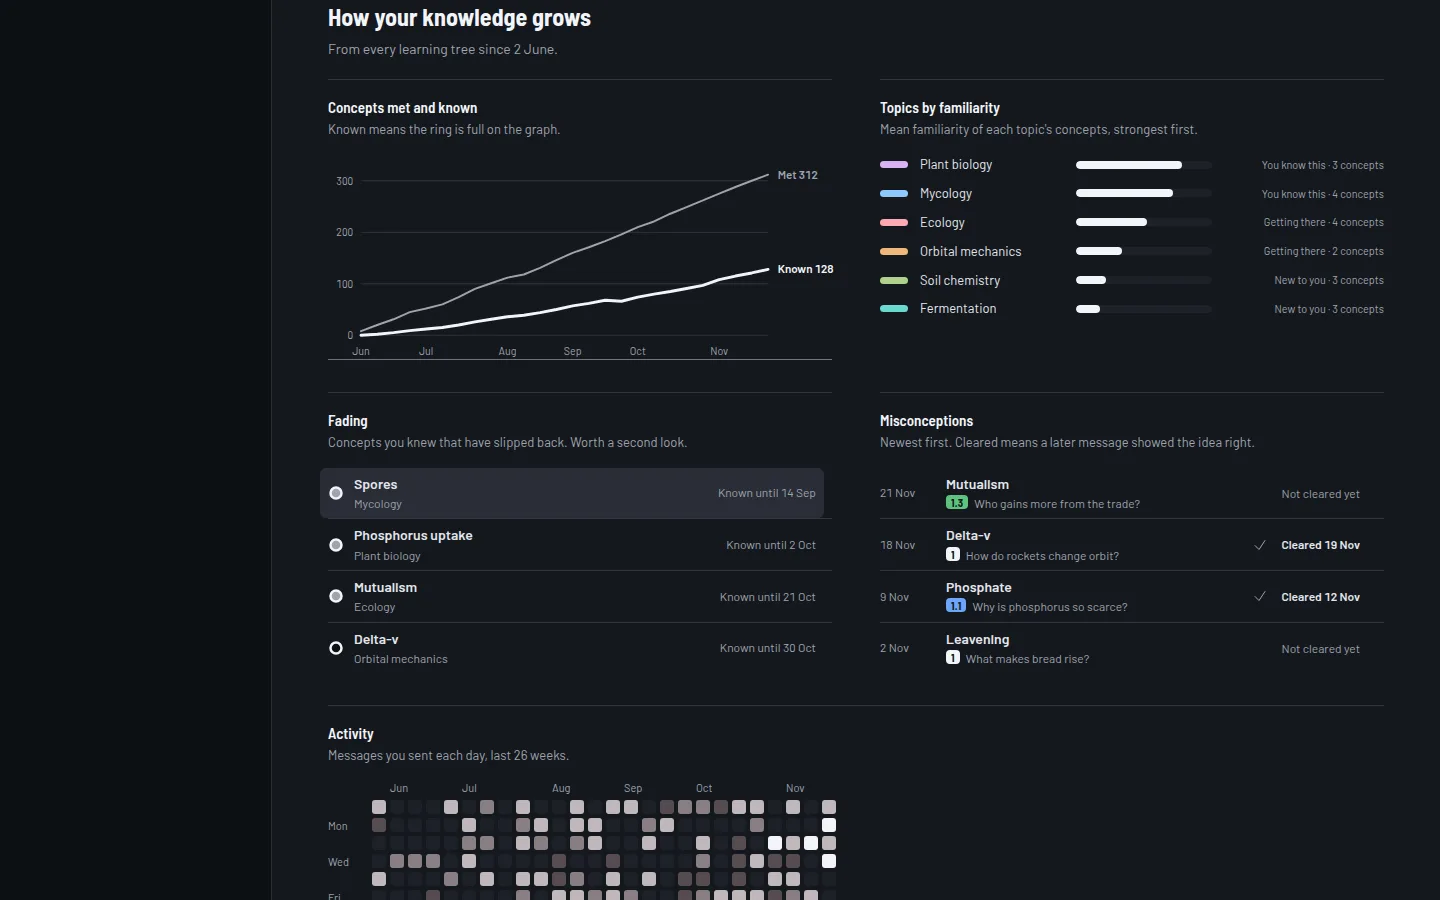 How your knowledge grows
From every learning tree since 2 June.
Concepts met and known
Known means the ring is full on the graph.
300
200
100
0
Met 312
Known 128
Jun Jul Aug Sep Oct Nov
Topics by familiarity
Mean familiarity of each topic's concepts, strongest first.
Plant biology You know this · 3 concepts
Mycology You know this · 4 concepts
Ecology Getting there · 4 concepts
Orbital mechanics Getting there · 2 concepts
Soil chemistry New to you · 3 concepts
Fermentation New to you · 3 concepts
Fading
Concepts you knew that have slipped back. Worth a second look.
Spores
Mycology
Known until 14 Sep
Phosphorus uptake
Plant biology
Known until 2 Oct
Mutualism
Ecology
Known until 21 Oct
Delta-v
Orbital mechanics
Known until 30 Oct
Misconceptions
Newest first. Cleared means a later message showed the idea right.
21 Nov
Mutualism
1.3 Who gains more from the trade?
Not cleared yet
18 Nov
Delta-v
1 How do rockets change orbit?
Cleared 19 Nov
9 Nov
Phosphate
1.1 Why is phosphorus so scarce?
Cleared 12 Nov
2 Nov
Leavening
1 What makes bread rise?
Not cleared yet
Activity
Messages you sent each day, last 26 weeks.
Jun Jul Aug Sep Oct Nov
Mon
Wed
Fri